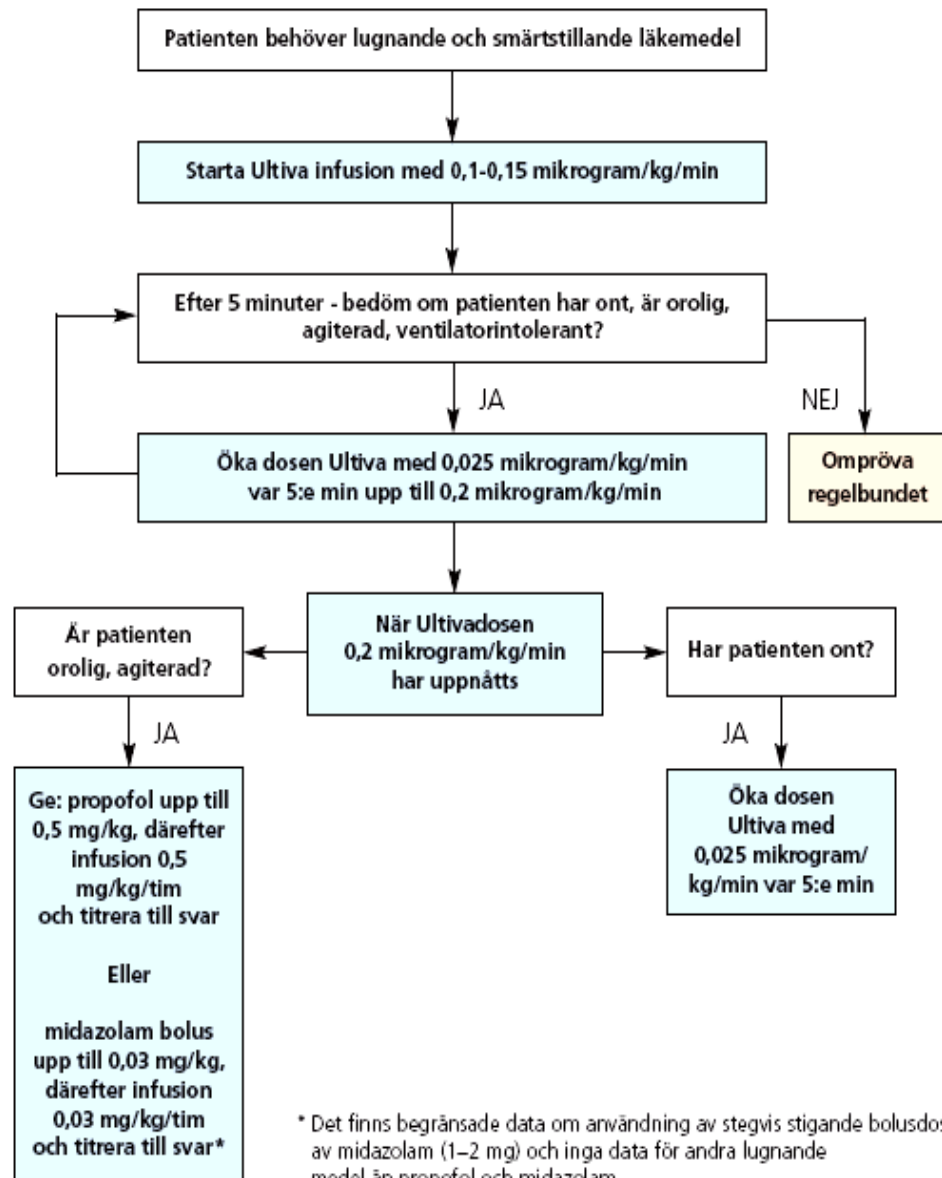 Patienten behöver lugnande och smärtstillande läkemedel
Starta Ultiva infusion med 0,1-0,15 mikrogram/kg/min
Efter 5 minuter - bedöm om patienten har ont, är orolig,
agiterad, ventilatorintolerant?
JA
NEJ
Öka dosen Ultiva med 0,025 mikrogram/kg/min
var 5:e min upp till 0,2 mikrogram/kg/min
Ompröva
regelbundet
När Ultivadosen
0,2 mikrogram/kg/min
har uppnåtts
Är patienten
orolig, agiterad?
JA
Ge: propofol upp till
0,5 mg/kg, därefter
infusion 0,5
mg/kg/tim
och titrera till svar
Eller
midazolam bolus
upp till 0,03 mg/kg,
därefter infusion
0,03 mg/kg/tim
och titrera till svar*
Har patienten ont?
JA
Öka dosen
Ultiva med
0,025 mikrogram/
kg/min var 5:e min
* Det finns begränsade data om användning av stegvis stigande bolusdos
av midazolam (1–2 mg) och inga data för andra lugnande
medel än propofol och midazolam